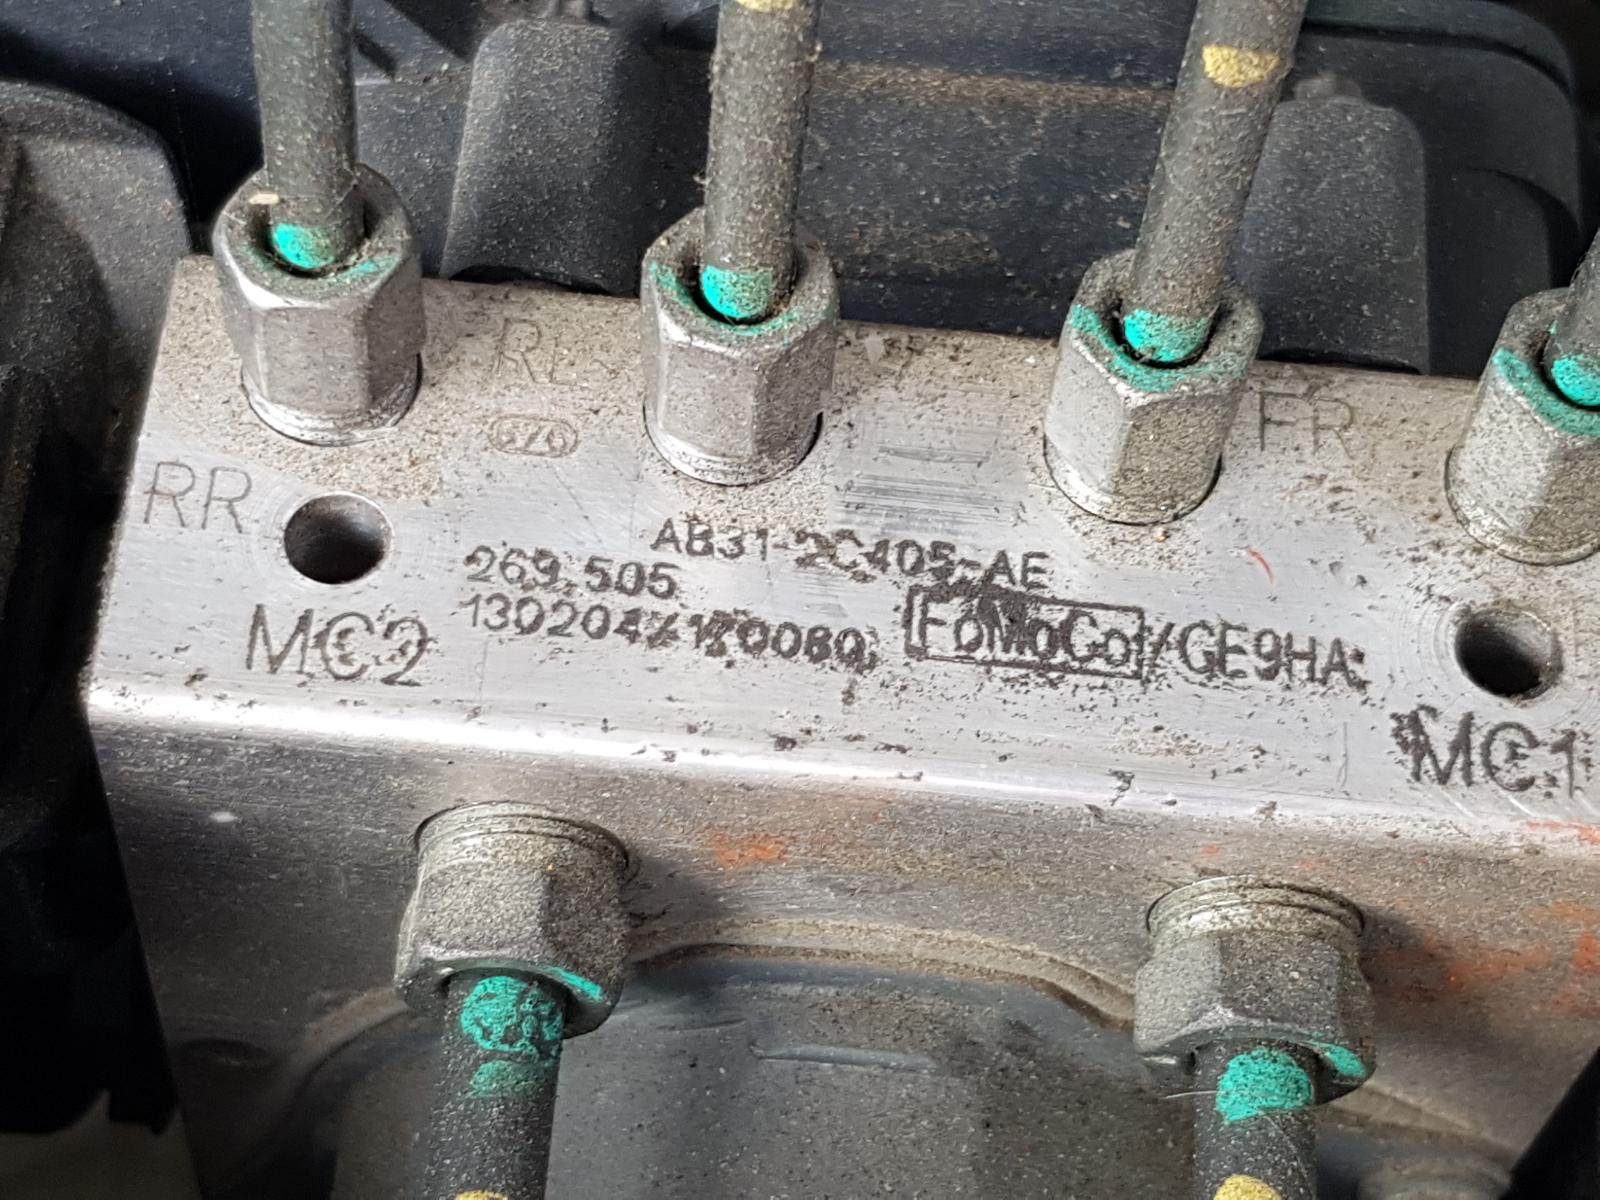 RL
FR
RR
AB31-2C405-AE
269.505
[FoMoCo]/GE9HA
MC2
MC1